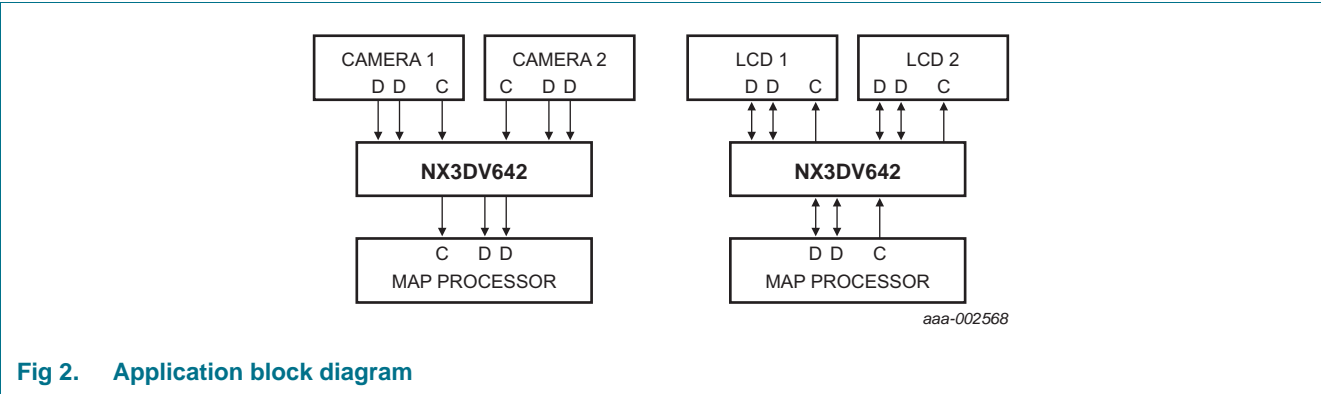 CAMERA 1 CAMERA 2 LCD 1 LCD 2
D D C C D D D D C D D C
NX3DV642 NX3DV642
C D D D D C
MAP PROCESSOR MAP PROCESSOR
aaa-002568
Fig 2. Application block diagram